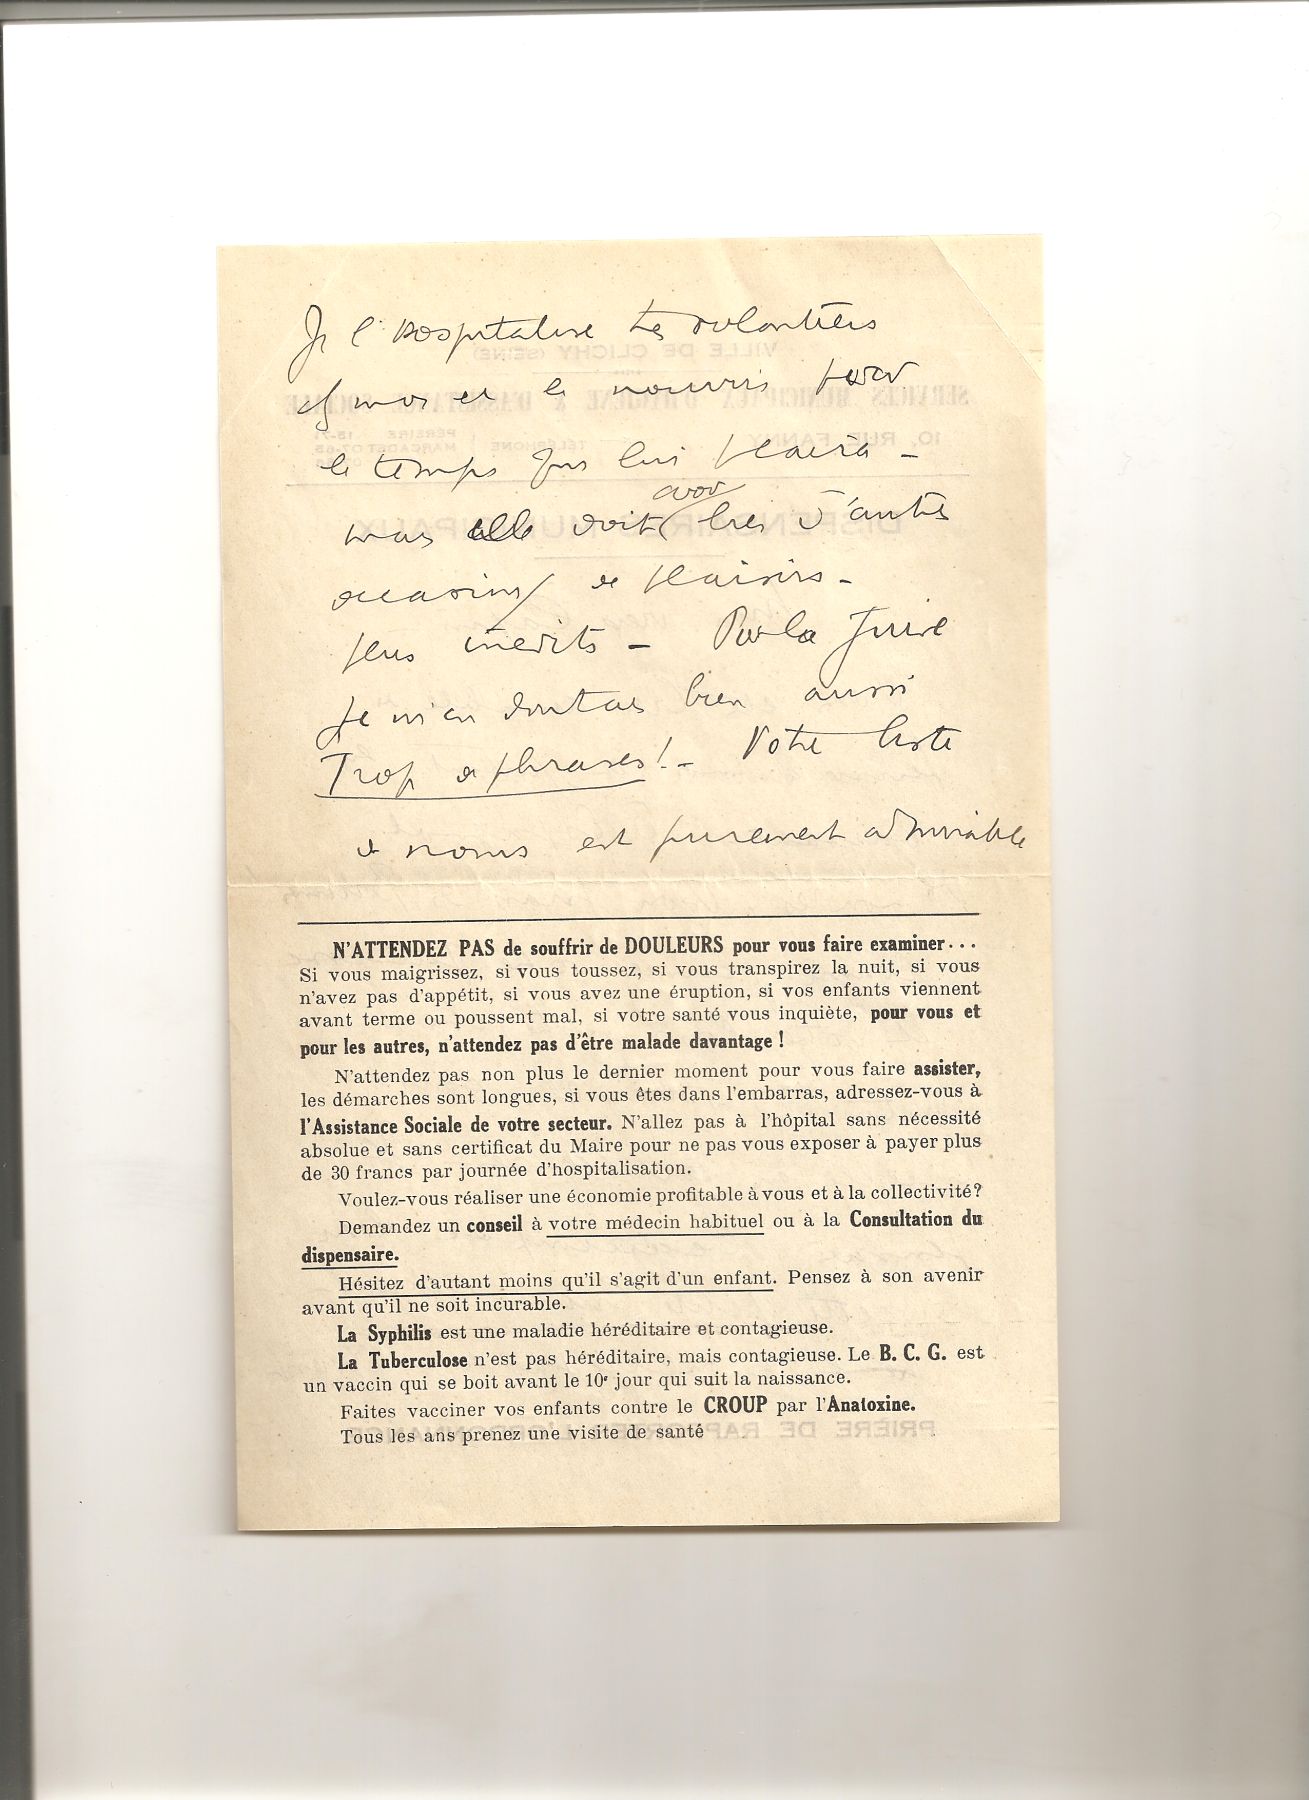 Je l'hospitalise très volontiers
chez moi et le nourris pour
le temps qui lui plaira –
mais elle doit avoir bien d'autres
occasions de plaisirs –
plus inédits – Pour la Juive
je m'en doutais bien aussi
Trop de phrases! – Votre liste
de noms est purement admirable
N'ATTENDEZ PAS de souffrir de DOULEURS pour vous faire examiner...
Si vous maigrissez, si vous toussez, si vous transpirez la nuit, si vous
n'avez pas d'appétit, si vous avez une éruption, si vos enfants viennent
avant terme ou poussent mal, si votre santé vous inquiète, pour vous et
pour les autres, n'attendez pas d'être malade davantage !
N'attendez pas non plus le dernier moment pour vous faire assister,
les démarches sont longues, si vous êtes dans l'embarras, adressez-vous à
l'Assistance Sociale de votre secteur. N'allez pas à l'hôpital sans nécessité
absolue et sans certificat du Maire pour ne pas vous exposer à payer plus
de 30 francs par journée d'hospitalisation.
Voulez-vous réaliser une économie profitable à vous et à la collectivité?
Demandez un conseil à votre médecin habituel ou à la Consultation du
dispensaire.
Hésitez d'autant moins qu'il s'agit d'un enfant. Pensez à son avenir
avant qu'il ne soit incurable.
La Syphilis est une maladie héréditaire et contagieuse.
La Tuberculose n'est pas héréditaire, mais contagieuse. Le B. C. G. est
un vaccin qui se boit avant le 10e jour qui suit la naissance.
Faites vacciner vos enfants contre le CROUP par l'Anatoxine.
Tous les ans prenez une visite de santé